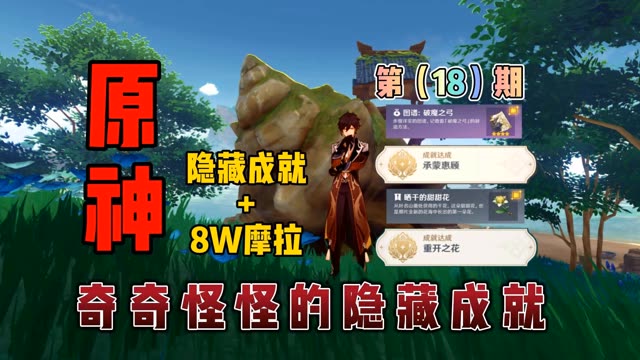 原神
第（18）期
隐藏成就
+
8W摩拉
图谱：破魔之弓
成就达成
承蒙惠顾
晒干的甜甜花
成就达成
重开之花
奇奇怪怪的隐藏成就